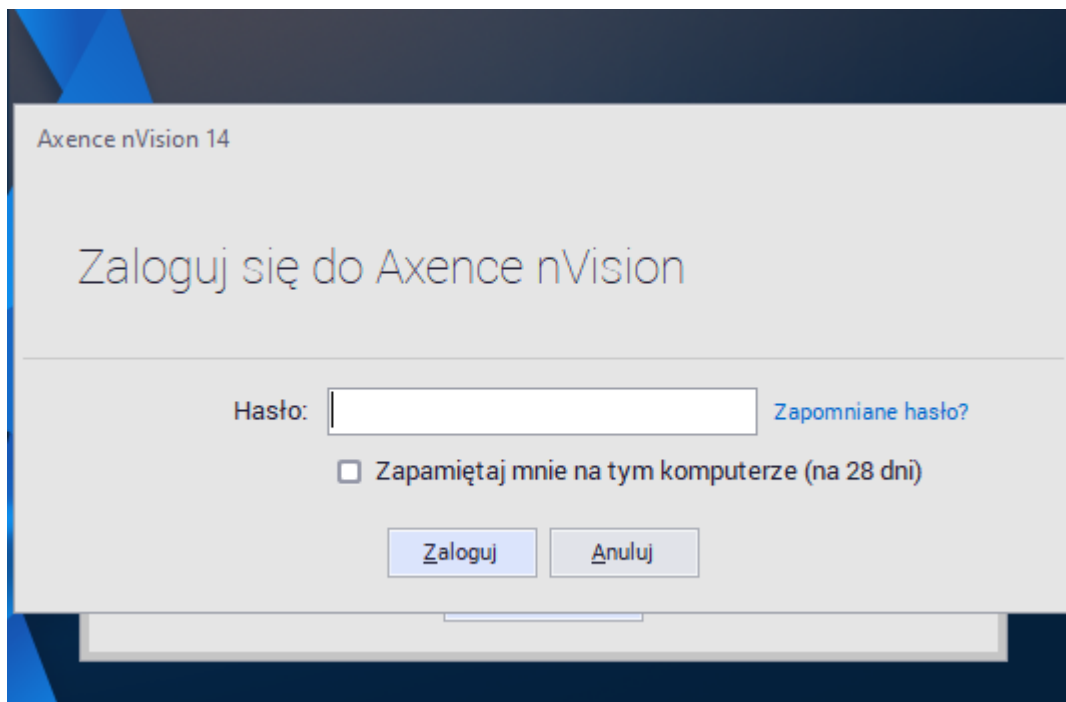 Axence nVision 14
Zaloguj się do Axence nVision
Hasło:
Zapomniane hasło?
Zapamiętaj mnie na tym komputerze (na 28 dni)
Zaloguj
Anuluj